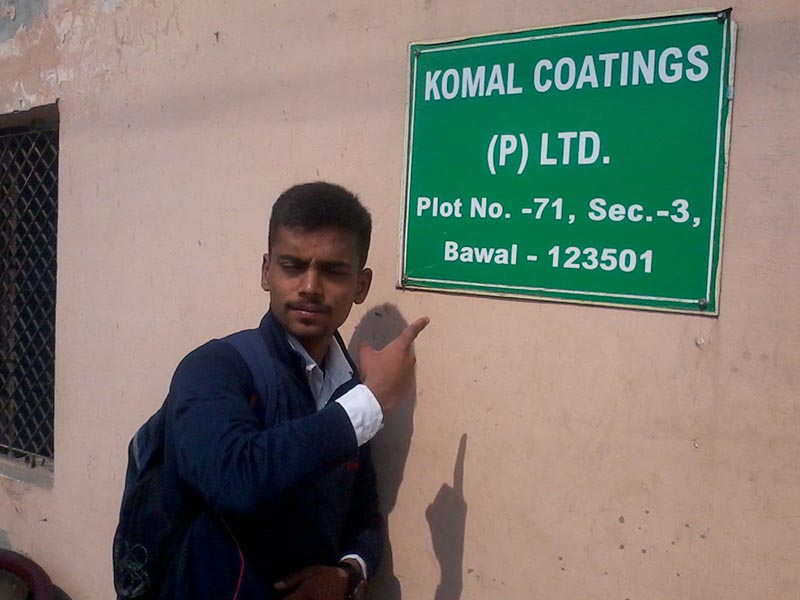 KOMAL COATINGS
(P) LTD.
Plot No. -71, Sec.-3,
Bawal - 123501